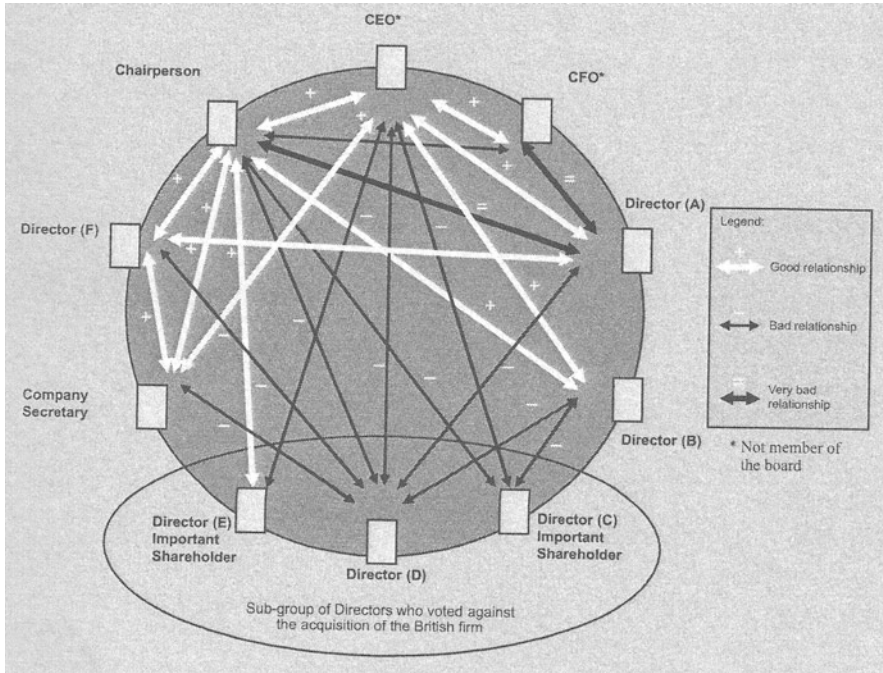 CEO*
Chairperson
CFO*
Director (A)
Director (F)
Legend:
+
Good relationship
–
Bad relationship
=
Very bad
relationship
* Not member of
the board
Company
Secretary
Director (B)
Director (E)
Important
Shareholder
Director (D)
Director (C)
Important
Shareholder
Sub-group of Directors who voted against
the acquisition of the British firm
+
+
+
+
=
+
+
–
=
–
+
+
+
+
+
+
–
–
–
–
–
–
–
–
–